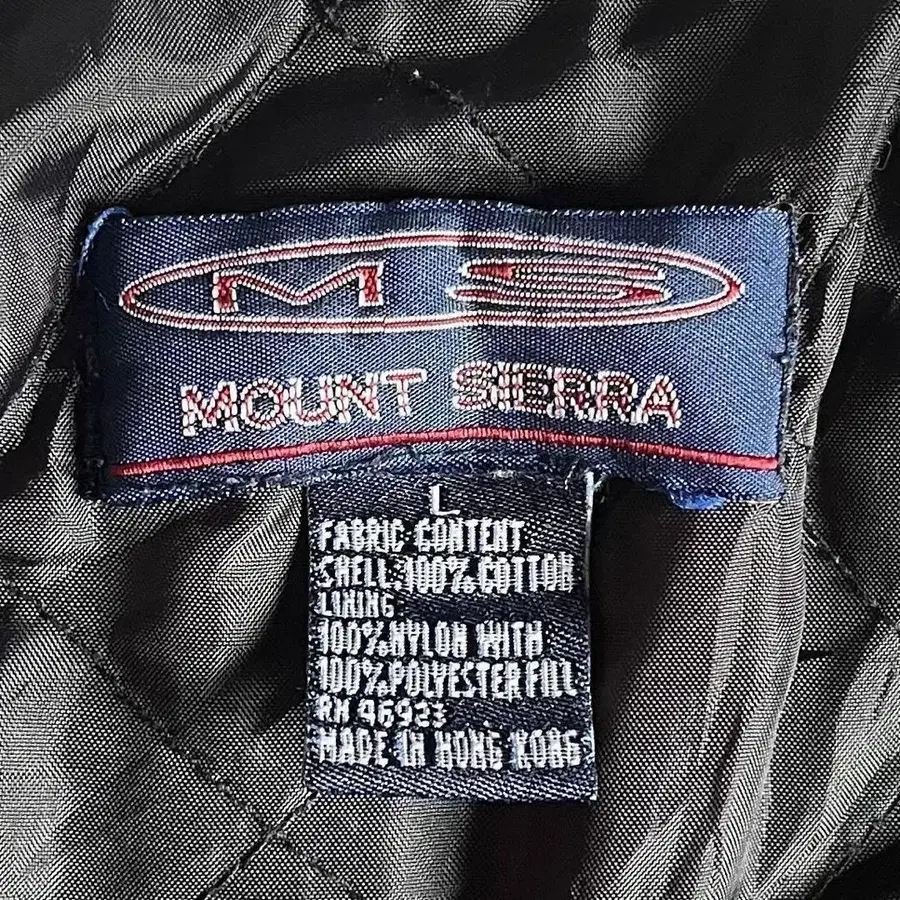 MS
MOUNT SIERRA
L
FABRIC CONTENT
SHELL 100% COTTON
LINING
100% NYLON WITH
100% POLYESTER FILL
RN 46923
MADE IN HONG KONG